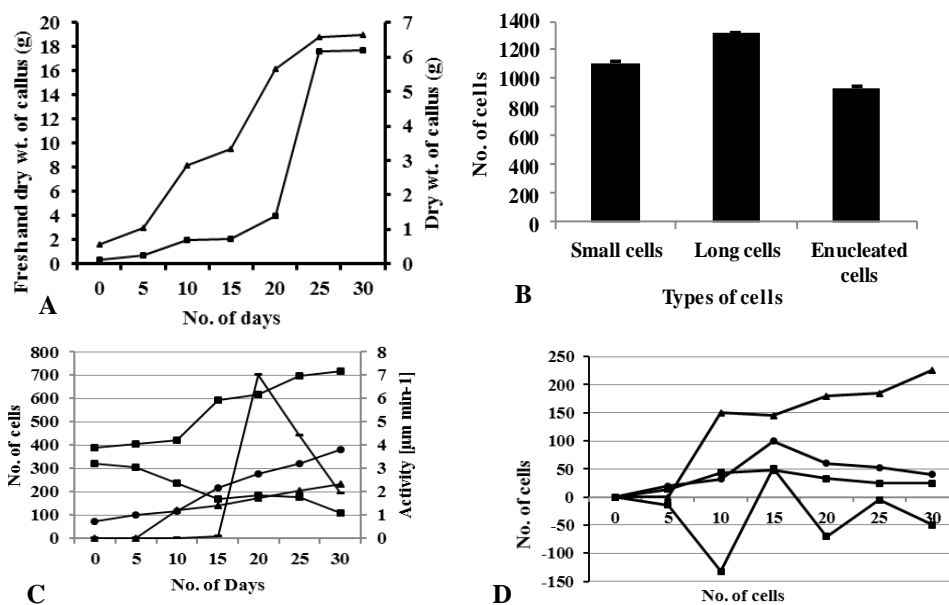 20
18
16
14
12
10
8
6
4
2
0
7
6
5
4
3
2
1
0
Freshand dry wt. of callus (g)
Dry wt. of callus (g)
0 5 10 15 20 25 30
No. of days
A
1400
1200
1000
800
600
400
200
0
No. of cells
Small cells Long cells Enucleated
cells
Types of cells
B
800
700
600
500
400
300
200
100
0
8
7
6
5
4
3
2
1
0
No. of cells
Activity [µm min-1]
0 5 10 15 20 25 30
No. of Days
C
250
200
150
100
50
0
-50
-100
-150
No. of cells
0 5 10 15 20 25 30
No. of cells
D